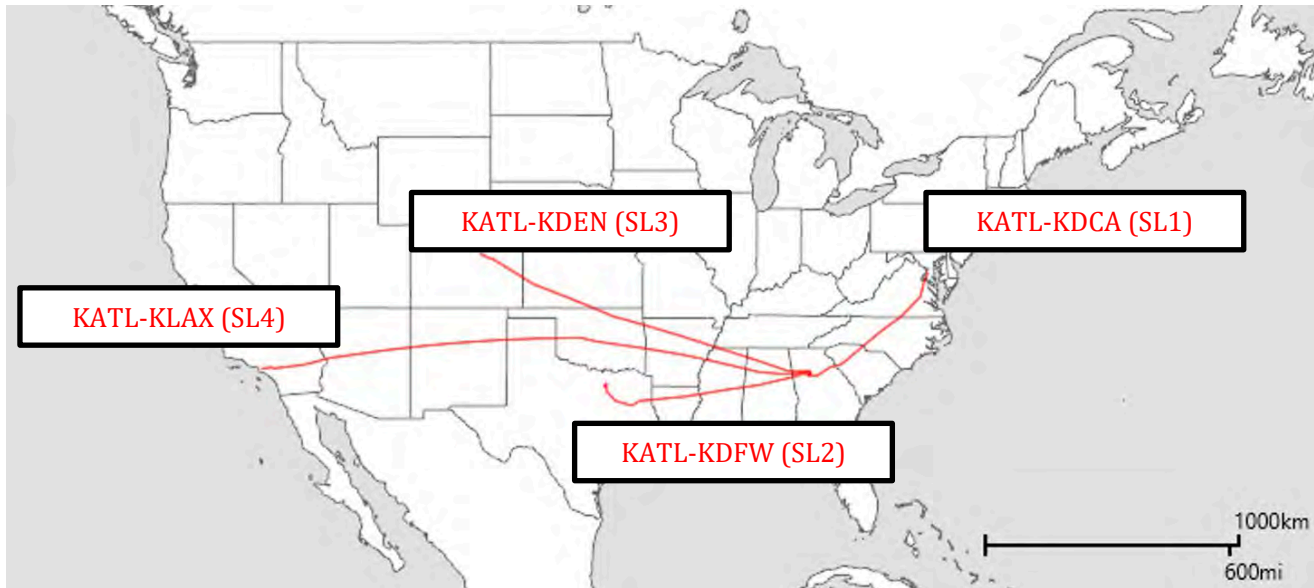 KATL-KDEN (SL3)
KATL-KDCA (SL1)
KATL-KLAX (SL4)
KATL-KDFW (SL2)
1000km
600mi